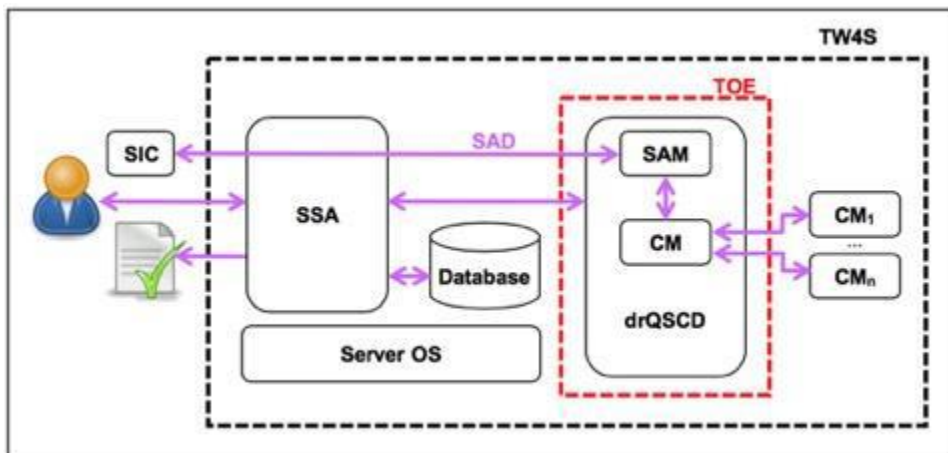 TW4S
TOE
SIC
SAD
SAM
SSA
CM
CM₁
...
CMₙ
Database
drQSCD
Server OS